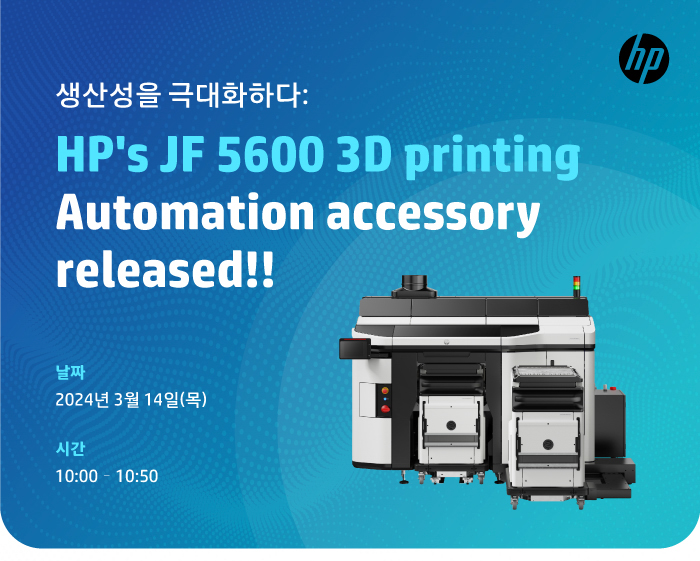 hp
생산성을 극대화하다:
HP's JF 5600 3D printing
Automation accessory
released!!
날짜
2024년 3월 14일(목)
시간
10:00 - 10:50